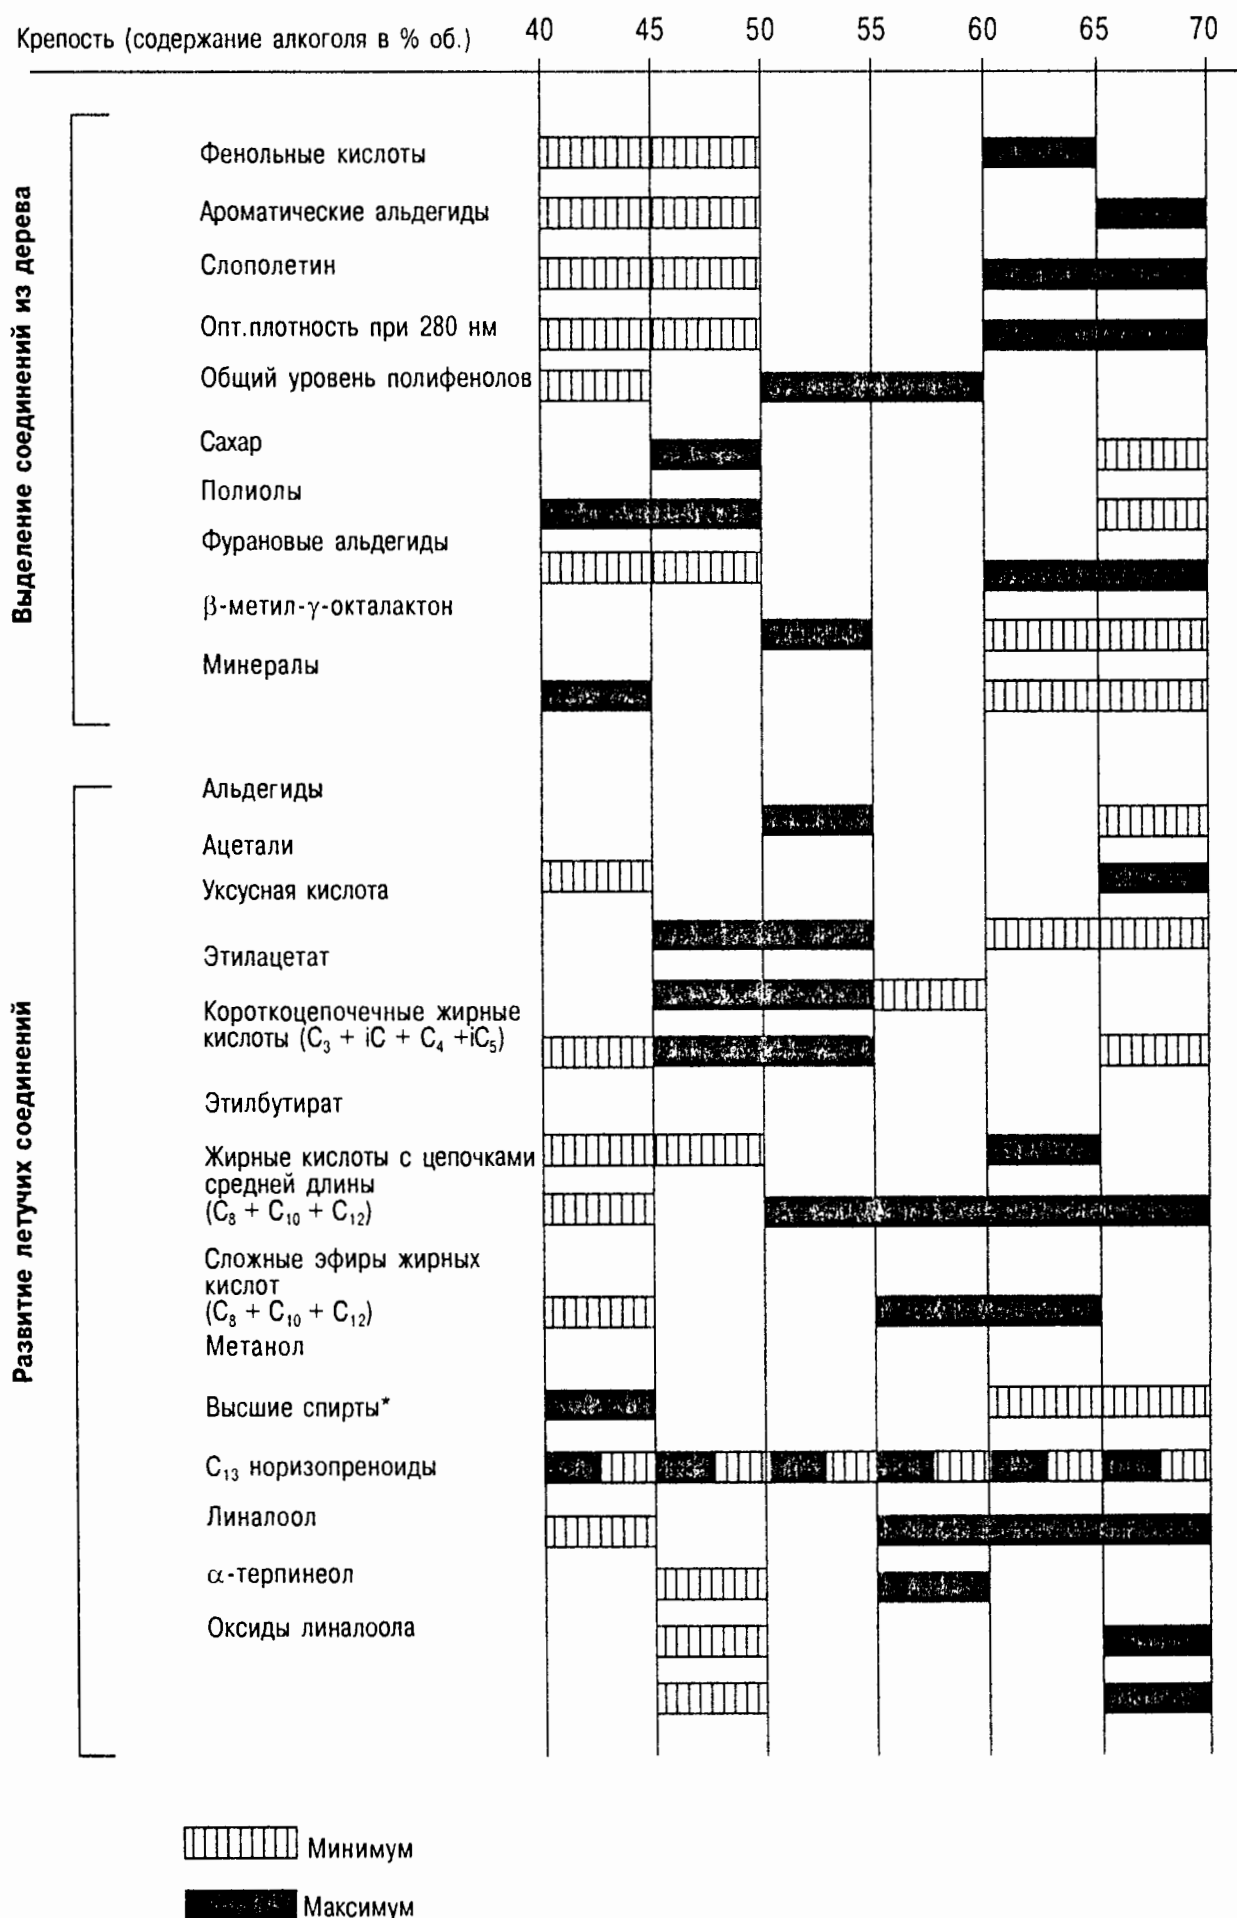 Крепость (содержание алкоголя в % об.) 40 45 50 55 60 65 70
Выделение соединений из дерева
Фенольные кислоты
Ароматические альдегиды
Слополетин
Опт.плотность при 280 нм
Общий уровень полифенолов
Сахар
Полиолы
Фурановые альдегиды
β-метил-γ-окталактон
Минералы
Развитие летучих соединений
Альдегиды
Ацетали
Уксусная кислота
Этилацетат
Короткоцепочечные жирные
кислоты (C₃ + iC + C₄ +iC₅)
Этилбутират
Жирные кислоты с цепочками
средней длины
(C₈ + C₁₀ + C₁₂)
Сложные эфиры жирных
кислот
(C₈ + C₁₀ + C₁₂)
Метанол
Высшие спирты*
C₁₃ норизопреноиды
Линалоол
α-терпинеол
Оксиды линалоола
Минимум
Максимум